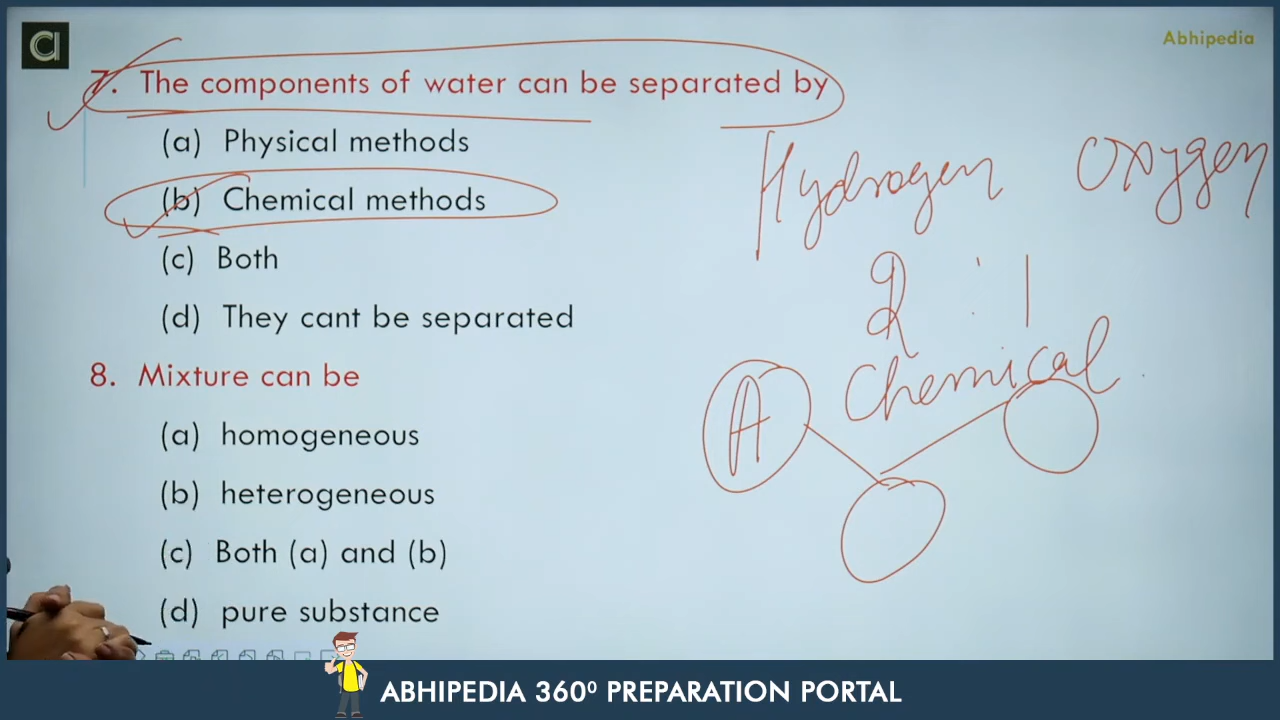 Abhipedia
7. The components of water can be separated by
(a) Physical methods
(b) Chemical methods
(c) Both
(d) They cant be separated
8. Mixture can be
(a) homogeneous
(b) heterogeneous
(c) Both (a) and (b)
(d) pure substance
Hydrogen Oxygen
2 : 1
Chemical
A
ABHIPEDIA 360⁰ PREPARATION PORTAL